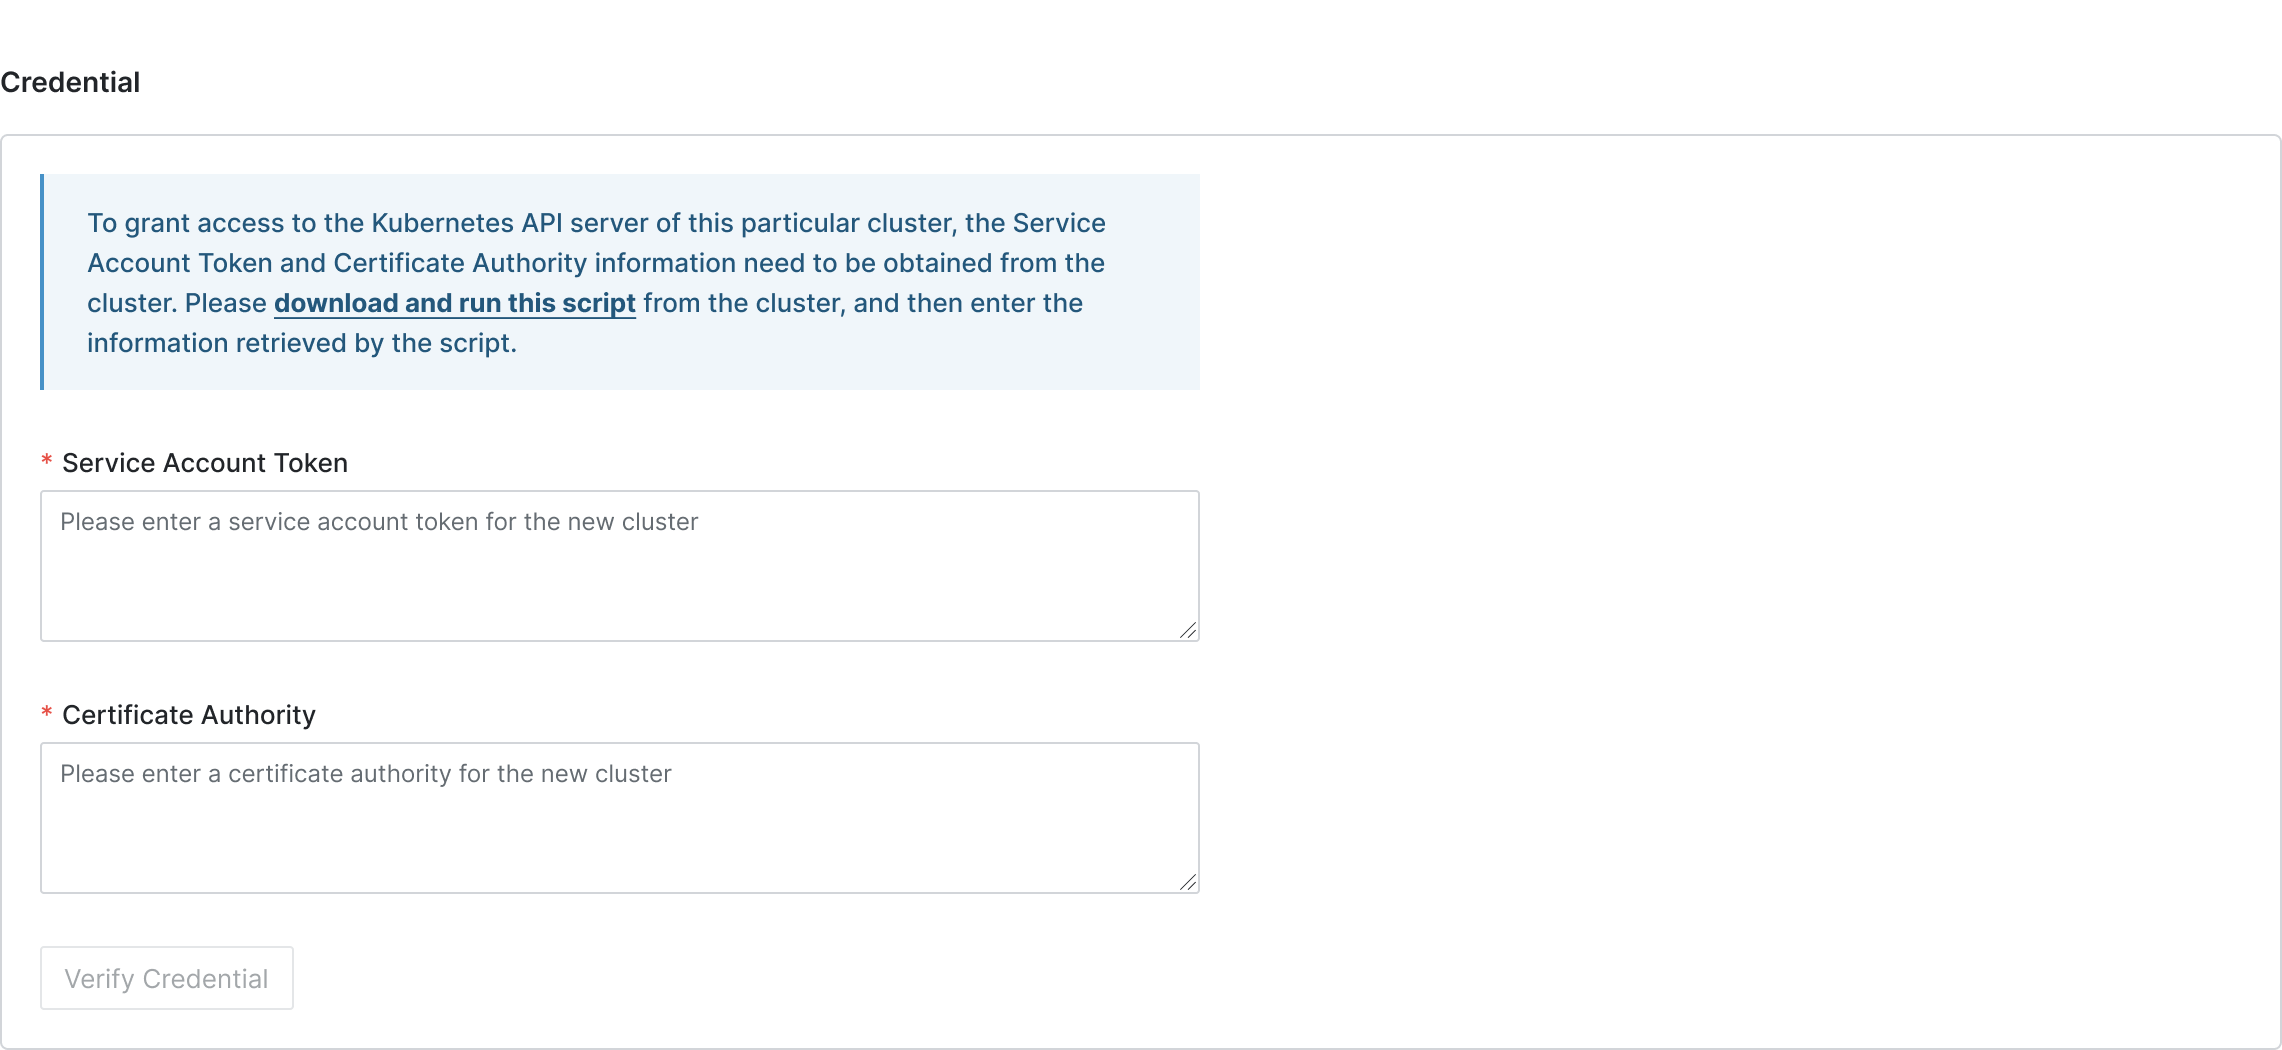 Credential
To grant access to the Kubernetes API server of this particular cluster, the Service
Account Token and Certificate Authority information need to be obtained from the
cluster. Please download and run this script from the cluster, and then enter the
information retrieved by the script.
* Service Account Token
Please enter a service account token for the new cluster
* Certificate Authority
Please enter a certificate authority for the new cluster
Verify Credential